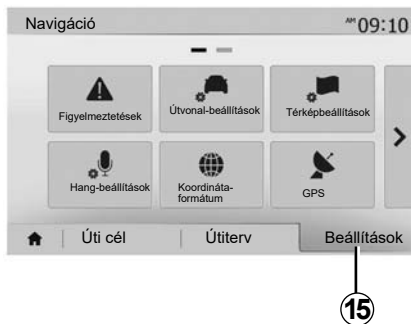 Navigáció
AM 09:10
Figyelmeztetések
Útvonal-beállítások
Térképbeállítások
Hang-beállítások
Koordináta-
formátum
GPS
Úti cél
Útiterv
Beállítások
15